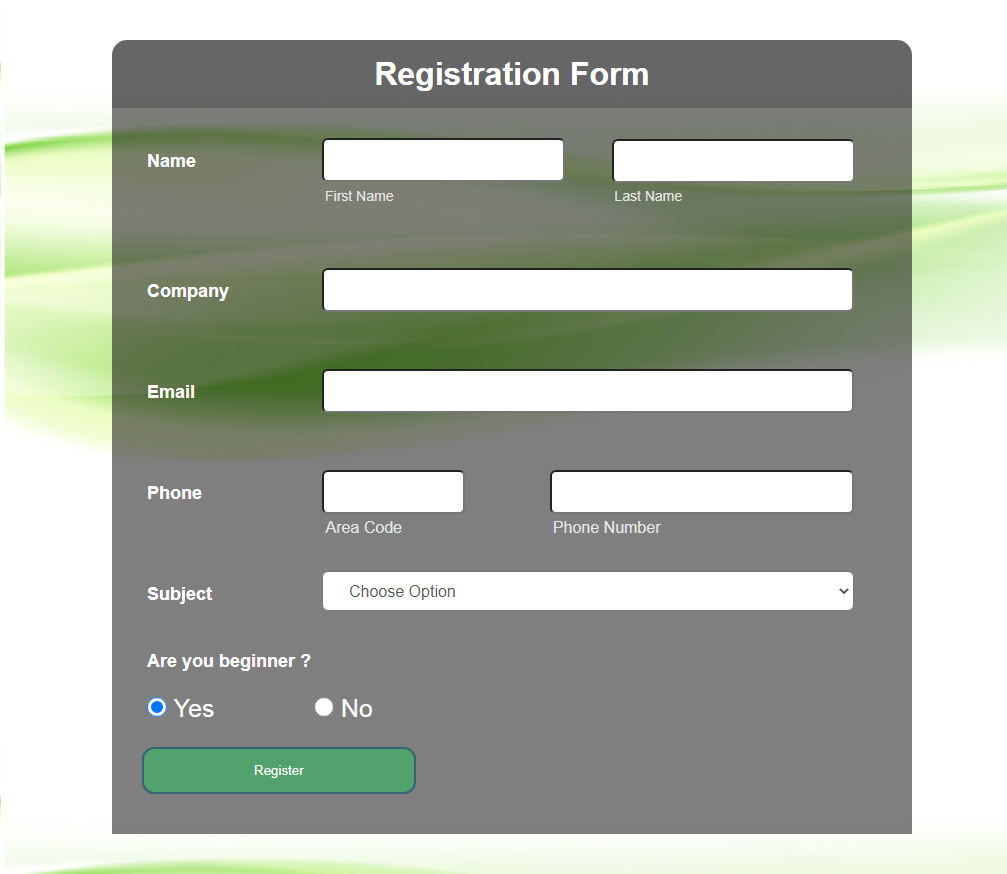 Registration Form
Name
First Name
Last Name
Company
Email
Phone
Area Code
Phone Number
Subject
Choose Option
Are you beginner ?
Yes
No
Register